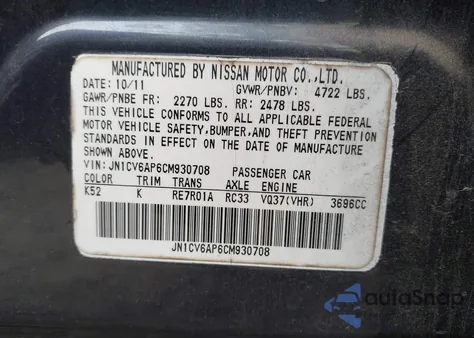 MANUFACTURED BY NISSAN MOTOR CO.,LTD.
DATE: 10/11 GVWR/PNBV: 4722 LBS.
GAWR/PNBE FR: 2270 LBS. RR: 2478 LBS.
THIS VEHICLE CONFORMS TO ALL APPLICABLE FEDERAL
MOTOR VEHICLE SAFETY,BUMPER,AND THEFT PREVENTION
STANDARDS IN EFFECT ON THE DATE OF MANUFACTURE
SHOWN ABOVE.
VIN: JN1CV6AP6CM930708 PASSENGER CAR
COLOR TRIM TRANS AXLE ENGINE
K52 K RE7R01A RC33 VQ37(VHR) 3696CC
JN1CV6AP6CM930708
autoSnap